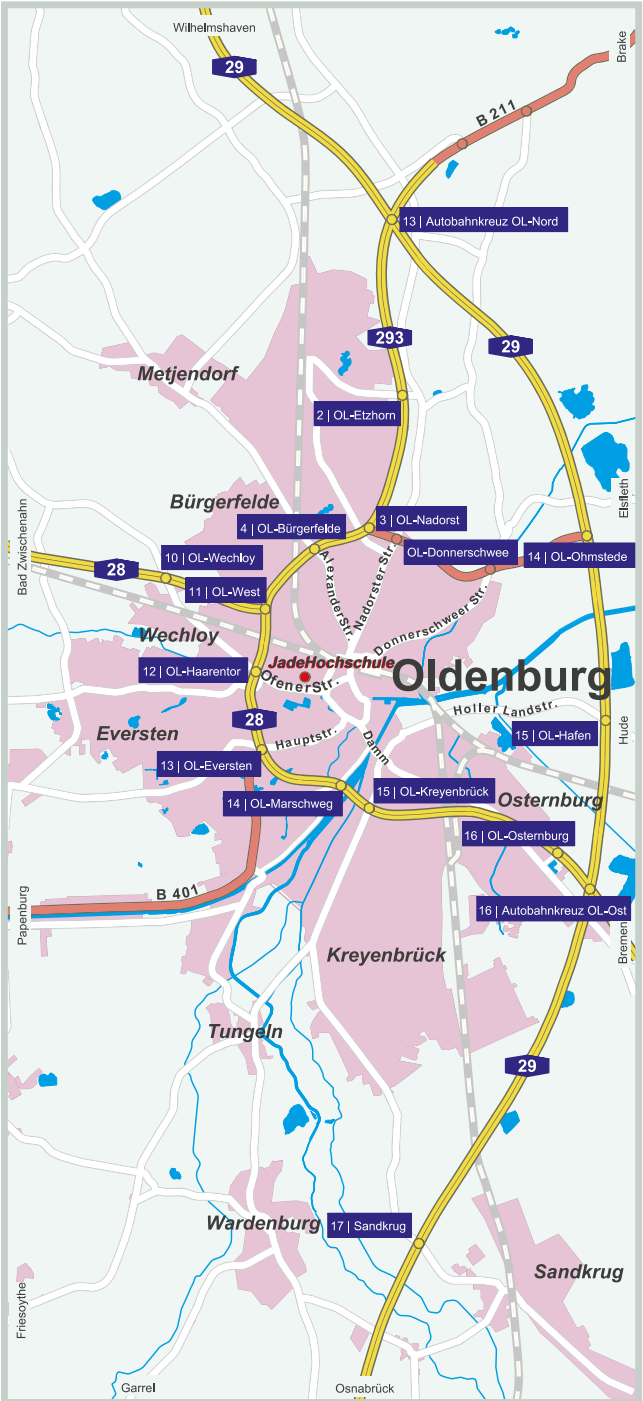 Wilhelmshaven
Brake
29
B 211
13 | Autobahnkreuz OL-Nord
293
29
Metjendorf
2 | OL-Etzhorn
Bürgerfelde
Elsfleth
3 | OL-Nadorst
4 | OL-Bürgerfelde
Bad Zwischenahn
10 | OL-Wechloy
OL-Donnerschwee
14 | OL-Ohmstede
28
11 | OL-West
AlexanderStr.
Nadorster Str.
Donnerschweer Str.
Wechloy
12 | OL-Haarentor
JadeHochschule
OfenerStr.
Oldenburg
Holler Landstr.
28
Eversten
Hauptstr.
Damm
15 | OL-Hafen
Hude
13 | OL-Eversten
14 | OL-Marschweg
15 | OL-Kreyenbrück
Osternburg
16 | OL-Osternburg
B 401
16 | Autobahnkreuz OL-Ost
Papenburg
Bremen
Kreyenbrück
Tungeln
29
Wardenburg
17 | Sandkrug
Sandkrug
Friesoythe
Garrel
Osnabrück